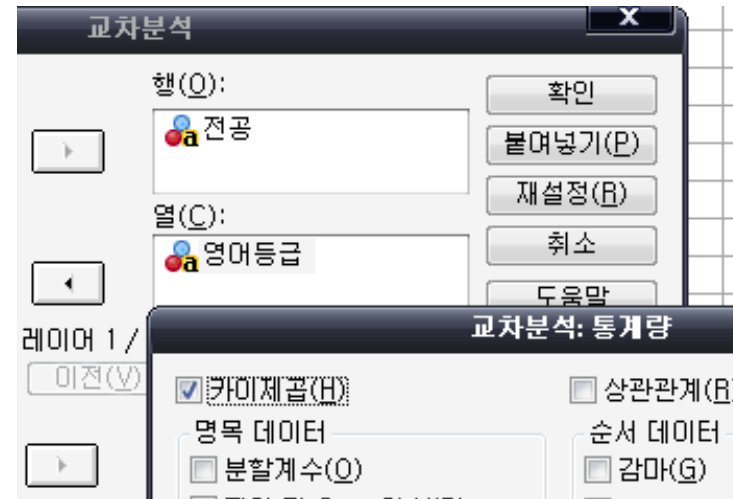 교차분석
행(O):
전공
확인
붙여넣기(P)
재설정(R)
열(C):
영어등급
취소
도움말
레이어 1 /
이전(V)
교차분석: 통계량
카이제곱(H)
상관관계(R)
명목 데이터
순서 데이터
분할계수(O)
감마(G)